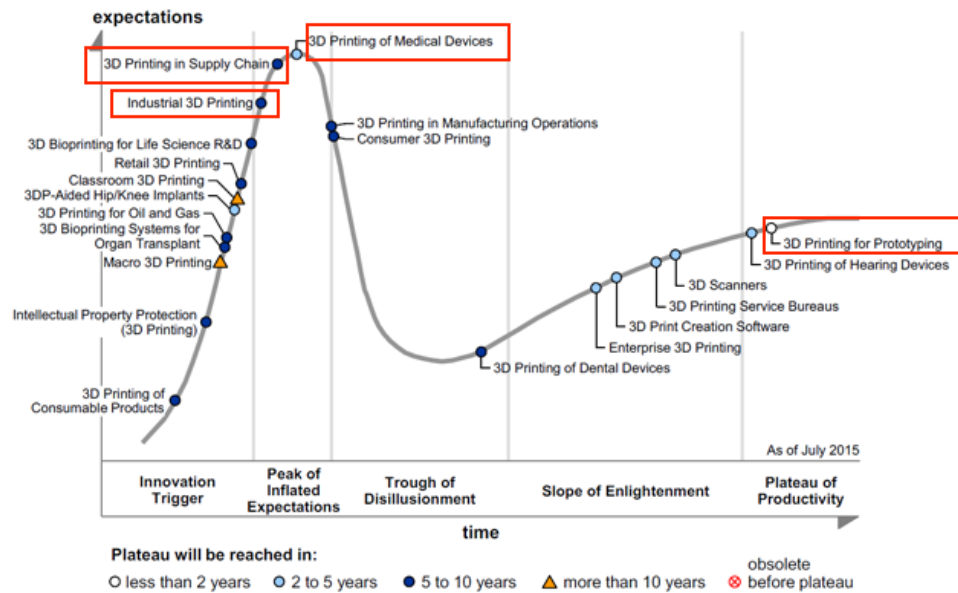 expectations
3D Printing of Medical Devices
3D Printing in Supply Chain
Industrial 3D Printing
3D Printing in Manufacturing Operations
Consumer 3D Printing
3D Bioprinting for Life Science R&D
Retail 3D Printing
Classroom 3D Printing
3DP-Aided Hip/Knee Implants
3D Printing for Oil and Gas
3D Bioprinting Systems for
Organ Transplant
Macro 3D Printing
Intellectual Property Protection
(3D Printing)
3D Printing of
Consumable Products
3D Printing for Prototyping
3D Printing of Hearing Devices
3D Scanners
3D Printing Service Bureaus
3D Print Creation Software
Enterprise 3D Printing
3D Printing of Dental Devices
As of July 2015
Innovation
Trigger
Peak of
Inflated
Expectations
Trough of
Disillusionment
Slope of Enlightenment
Plateau of
Productivity
time
Plateau will be reached in:
less than 2 years
2 to 5 years
5 to 10 years
more than 10 years
obsolete
before plateau